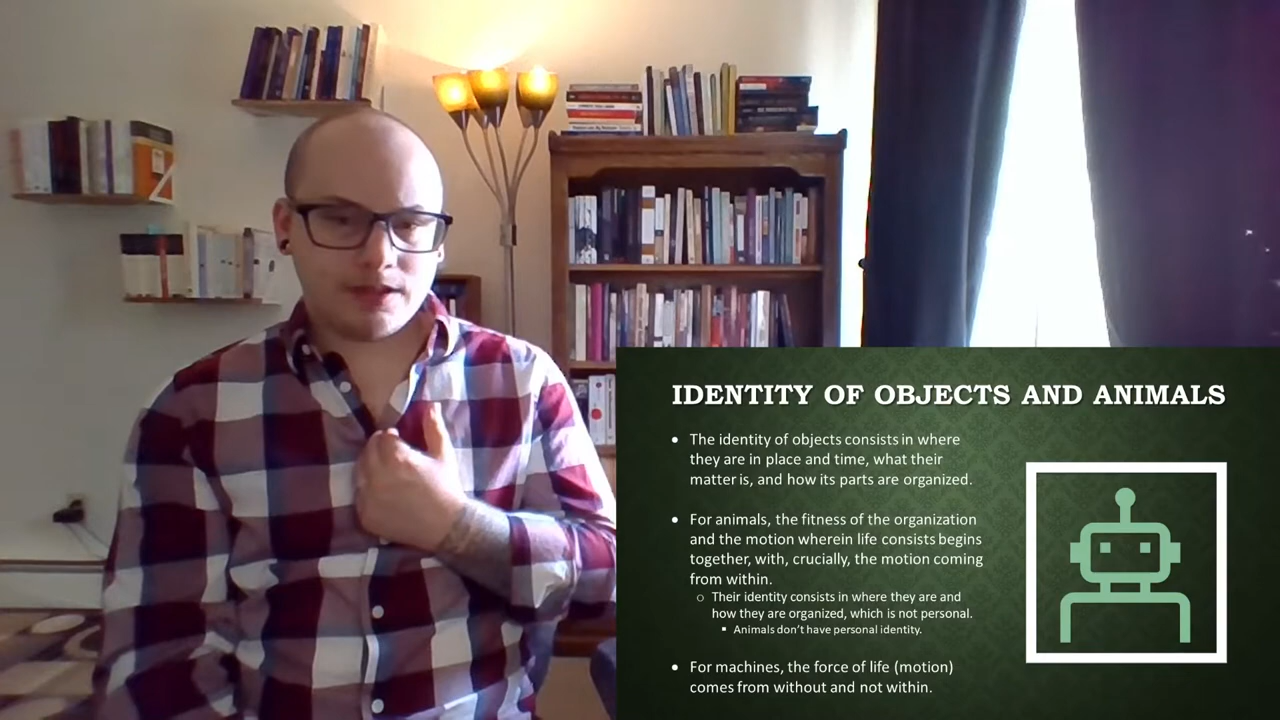 IDENTITY OF OBJECTS AND ANIMALS
• The identity of objects consists in where
they are in place and time, what their
matter is, and how its parts are organized.
• For animals, the fitness of the organization
and the motion wherein life consists begins
together, with, crucially, the motion coming
from within.
○ Their identity consists in where they are and
how they are organized, which is not personal.
▪ Animals don't have personal identity.
• For machines, the force of life (motion)
comes from without and not within.